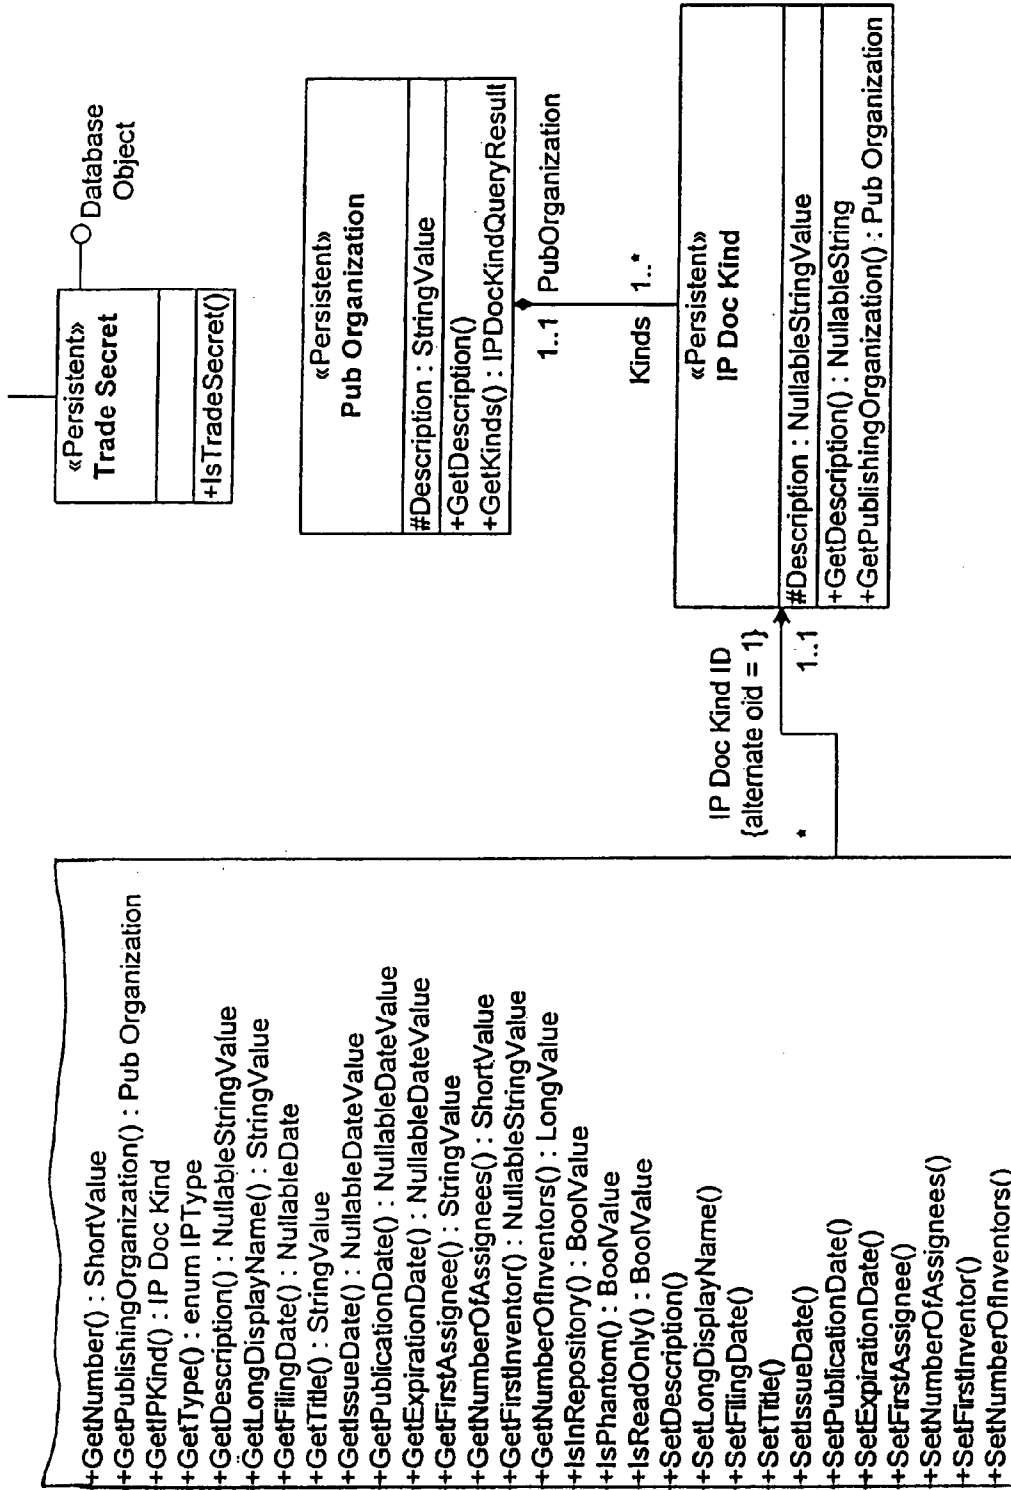 +GetNumber() : ShortValue
+GetPublishingOrganization() : Pub Organization
+GetIPKind() : IP Doc Kind
+GetType() : enum IPType
+GetDescription() : NullableStringValue
+GetLongDisplayName() : StringValue
+GetFilingDate() : NullableDate
+GetTitle() : StringValue
+GetIssueDate() : NullableDateValue
+GetPublicationDate() : NullableDateValue
+GetExpirationDate() : NullableDateValue
+GetFirstAssignee() : StringValue
+GetNumberOfAssignees() : ShortValue
+GetFirstInventor() : NullableStringValue
+GetNumberOfInventors() : LongValue
+IsInRepository() : BoolValue
+IsPhantom() : BoolValue
+IsReadOnly() : BoolValue
+SetDescription()
+SetLongDisplayName()
+SetFilingDate()
+SetTitle()
+SetIssueDate()
+SetPublicationDate()
+SetExpirationDate()
+SetFirstAssignee()
+SetNumberOfAssignees()
+SetFirstInventor()
+SetNumberOfInventors()
IP Doc Kind ID
{alternate oid = 1}
*
1..1
«Persistent»
Trade Secret
+IsTradeSecret()
Database
Object
«Persistent»
Pub Organization
#Description : StringValue
+GetDescription()
+GetKinds() : IPDocKindQueryResult
1..1 PubOrganization
Kinds 1..*
«Persistent»
IP Doc Kind
#Description : NullableStringValue
+GetDescription() : NullableString
+GetPublishingOrganization() : Pub Organization